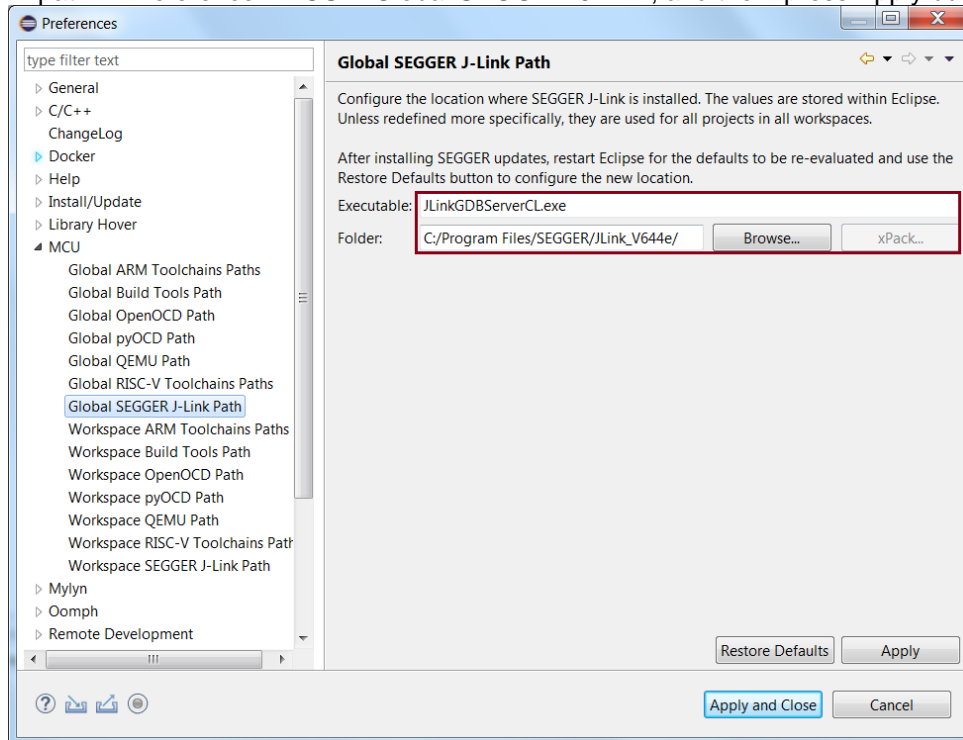 Preferences
type filter text
General
C/C++
ChangeLog
Docker
Help
Install/Update
Library Hover
MCU
Global ARM Toolchains Paths
Global Build Tools Path
Global OpenOCD Path
Global pyOCD Path
Global QEMU Path
Global RISC-V Toolchains Paths
Global SEGGER J-Link Path
Workspace ARM Toolchains Paths
Workspace Build Tools Path
Workspace OpenOCD Path
Workspace pyOCD Path
Workspace QEMU Path
Workspace RISC-V Toolchains Path
Workspace SEGGER J-Link Path
Mylyn
Oomph
Remote Development
Global SEGGER J-Link Path
Configure the location where SEGGER J-Link is installed. The values are stored within Eclipse.
Unless redefined more specifically, they are used for all projects in all workspaces.
After installing SEGGER updates, restart Eclipse for the defaults to be re-evaluated and use the
Restore Defaults button to configure the new location.
Executable: JLinkGDBServerCL.exe
Folder: C:/Program Files/SEGGER/JLink_V644e/ Browse... xPack...
Restore Defaults Apply
Apply and Close Cancel